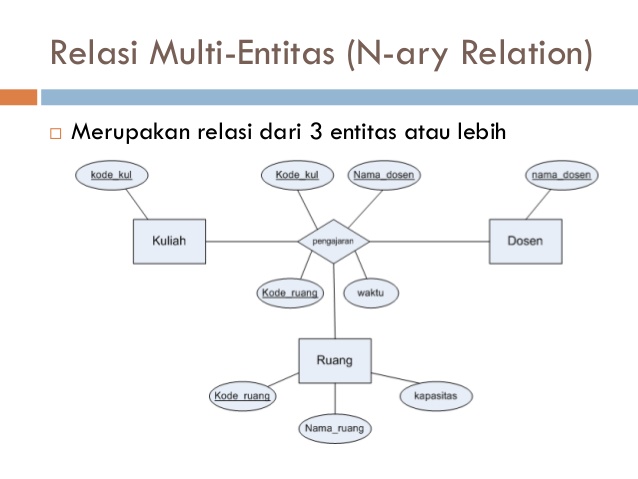 Relasi Multi-Entitas (N-ary Relation)
Merupakan relasi dari 3 entitas atau lebih
kode_kul
Kode_kul
Nama_dosen
nama_dosen
Kuliah
pengajaran
Dosen
Kode_ruang
waktu
Ruang
Kode_ruang
kapasitas
Nama_ruang